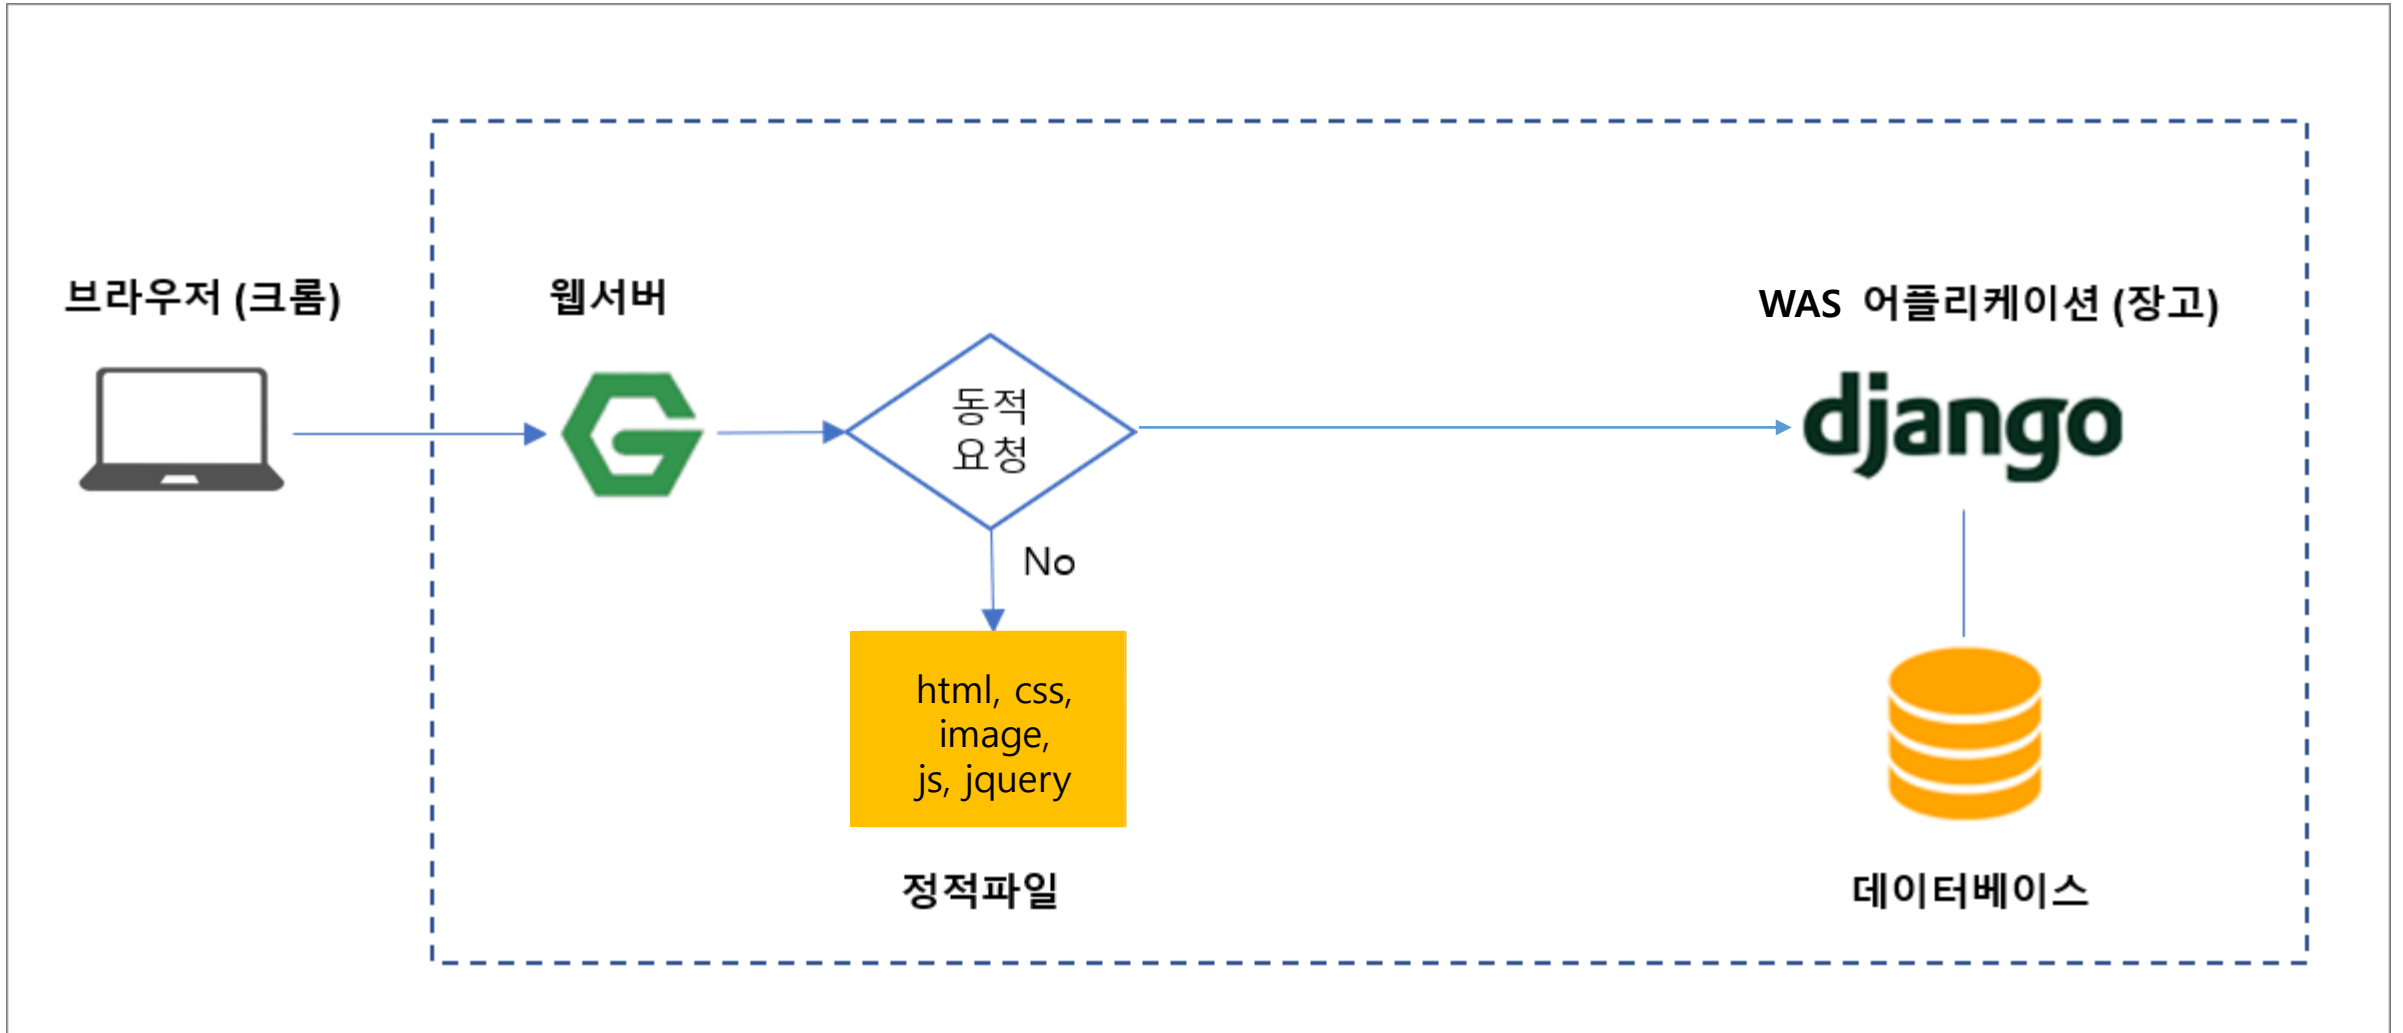 브라우저 (크롬)
웹서버
WAS 어플리케이션 (장고)
동적
요청
django
No
html, css,
image,
js, jquery
정적파일
데이터베이스